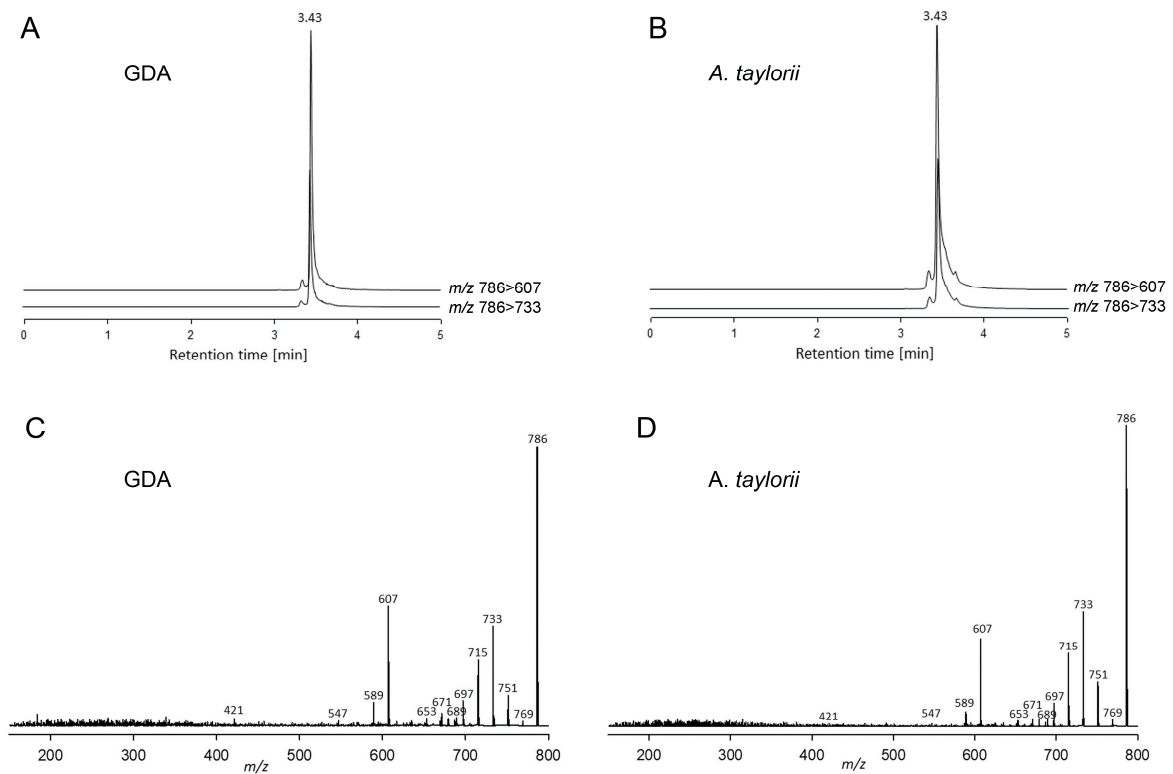 A
3.43
GDA
m/z 786>607
m/z 786>733
0 1 2 3 4 5
Retention time [min]
B
3.43
A. taylorii
m/z 786>607
m/z 786>733
0 1 2 3 4 5
Retention time [min]
C
GDA
786
607
733
715
751
697
589
671
653
689
769
547
421
200 300 400 500 600 700 800
m/z
D
A. taylorii
786
733
607
715
751
697
589
671
653
689
769
547
421
200 300 400 500 600 700 800
m/z